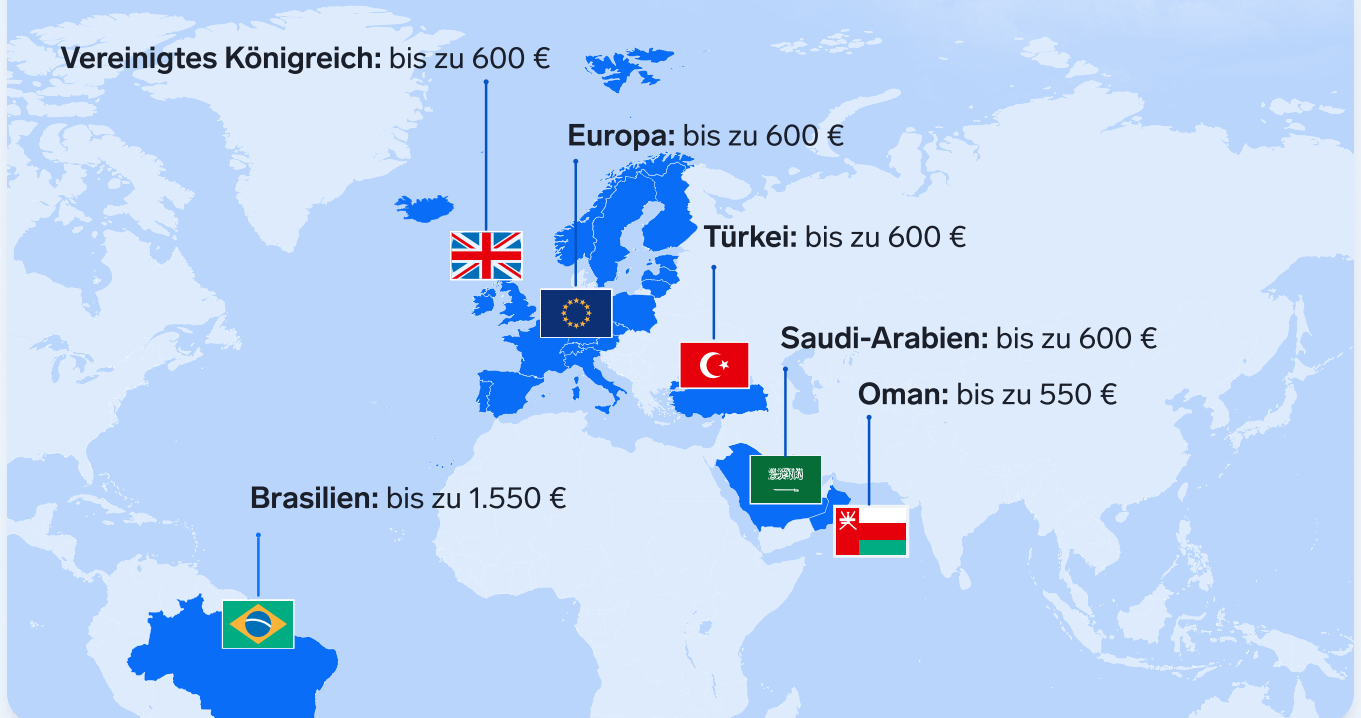 Vereinigtes Königreich: bis zu 600 €
Europa: bis zu 600 €
Türkei: bis zu 600 €
Saudi-Arabien: bis zu 600 €
Oman: bis zu 550 €
Brasilien: bis zu 1.550 €